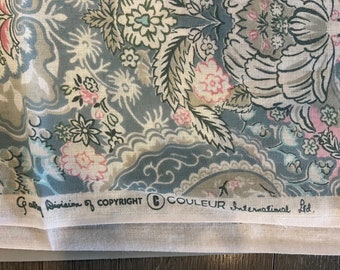 Division of COPYRIGHT © COULEUR International Ltd.